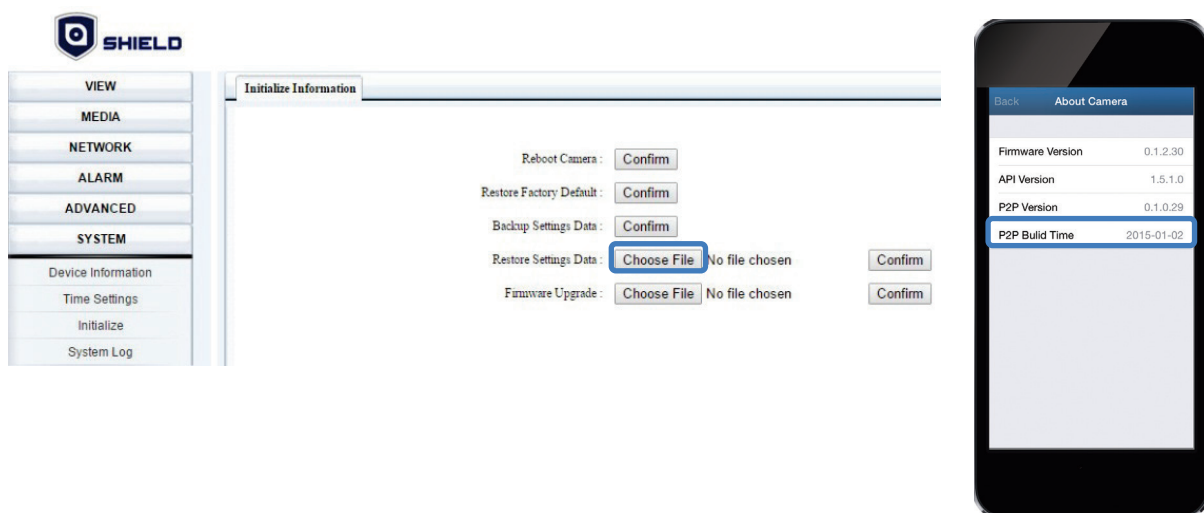 SHIELD
VIEW
MEDIA
NETWORK
ALARM
ADVANCED
SYSTEM
Device Information
Time Settings
Initialize
System Log
Initialize Information
Reboot Camera : Confirm
Restore Factory Default : Confirm
Backup Settings Data : Confirm
Restore Settings Data : Choose File No file chosen Confirm
Firmware Upgrade : Choose File No file chosen Confirm
Back About Camera
Firmware Version 0.1.2.30
API Version 1.5.1.0
P2P Version 0.1.0.29
P2P Bulid Time 2015-01-02